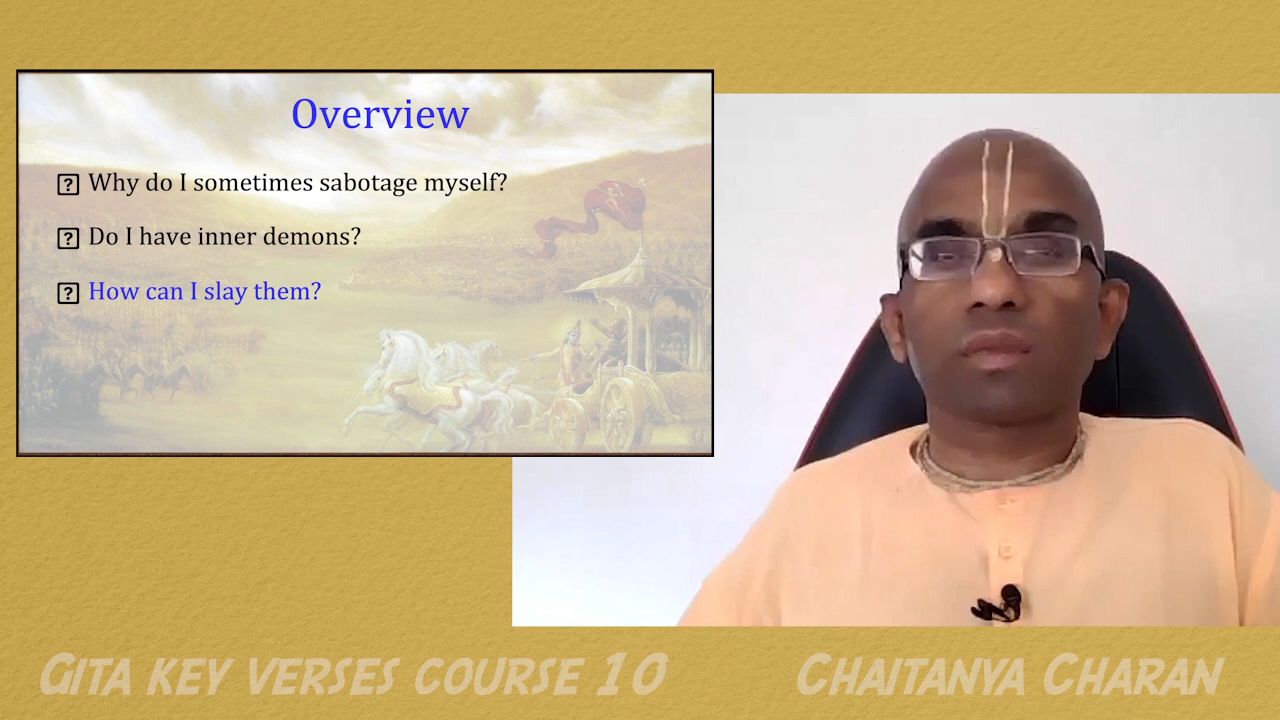 Overview
Why do I sometimes sabotage myself?
Do I have inner demons?
How can I slay them?
GITA KEY VERSES COURSE 10
CHAITANYA CHARAN